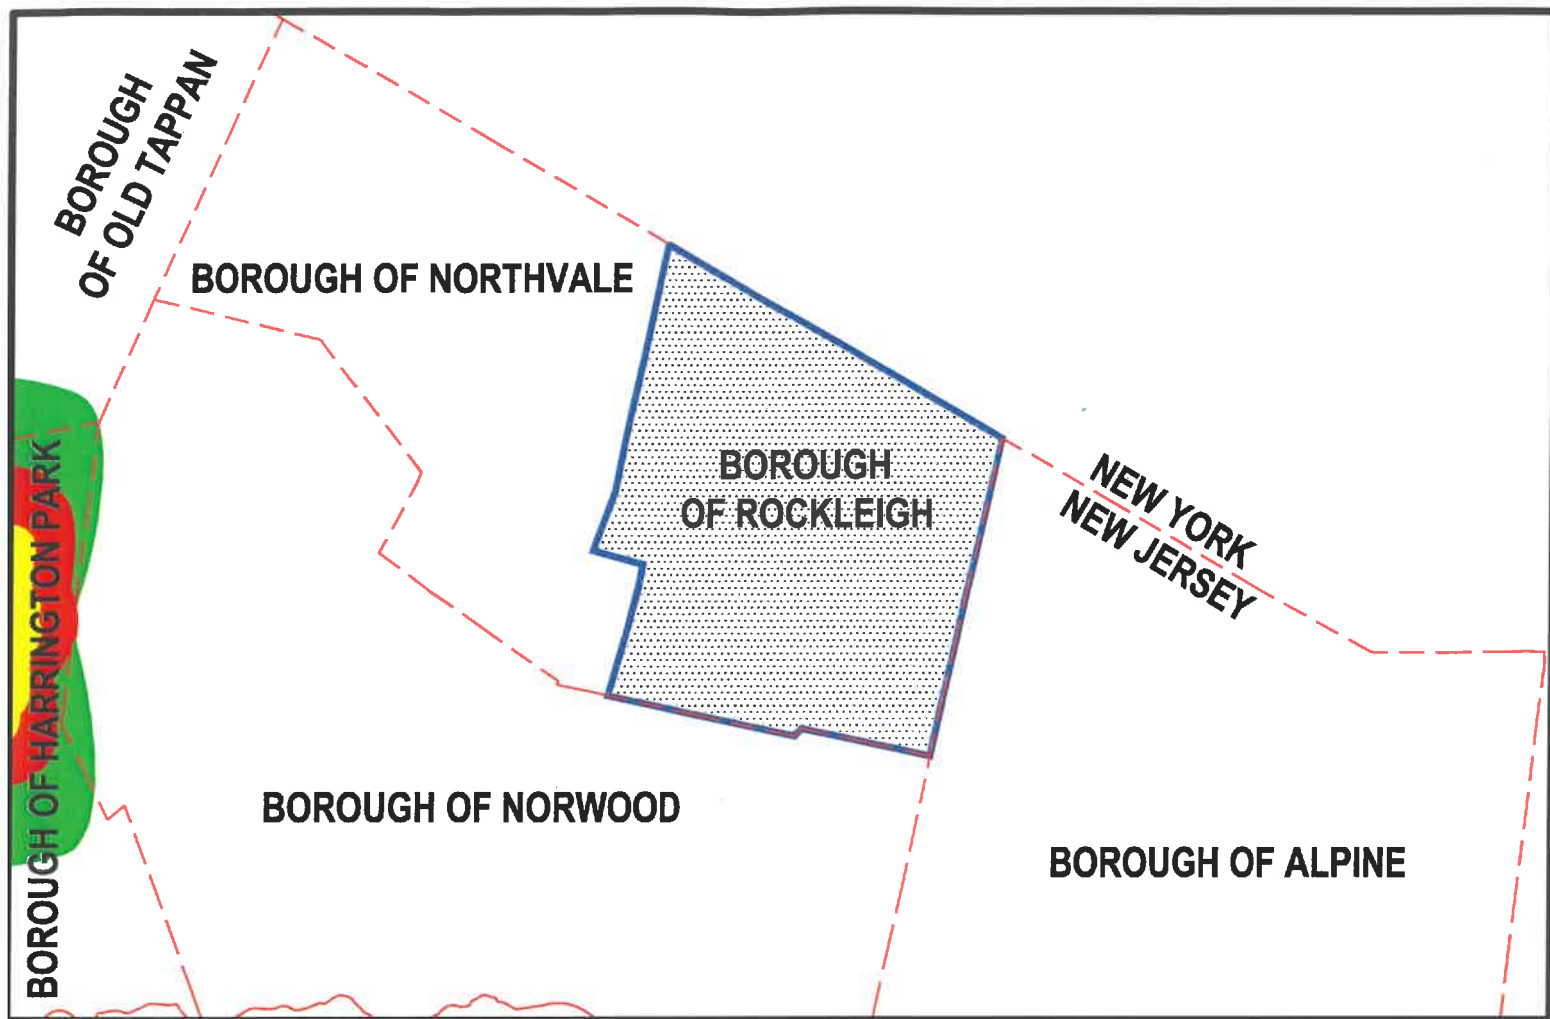 BOROUGH
OF OLD TAPPAN
BOROUGH OF NORTHVALE
BOROUGH
OF ROCKLEIGH
NEW YORK
NEW JERSEY
BOROUGH OF HARRINGTON PARK
BOROUGH OF NORWOOD
BOROUGH OF ALPINE